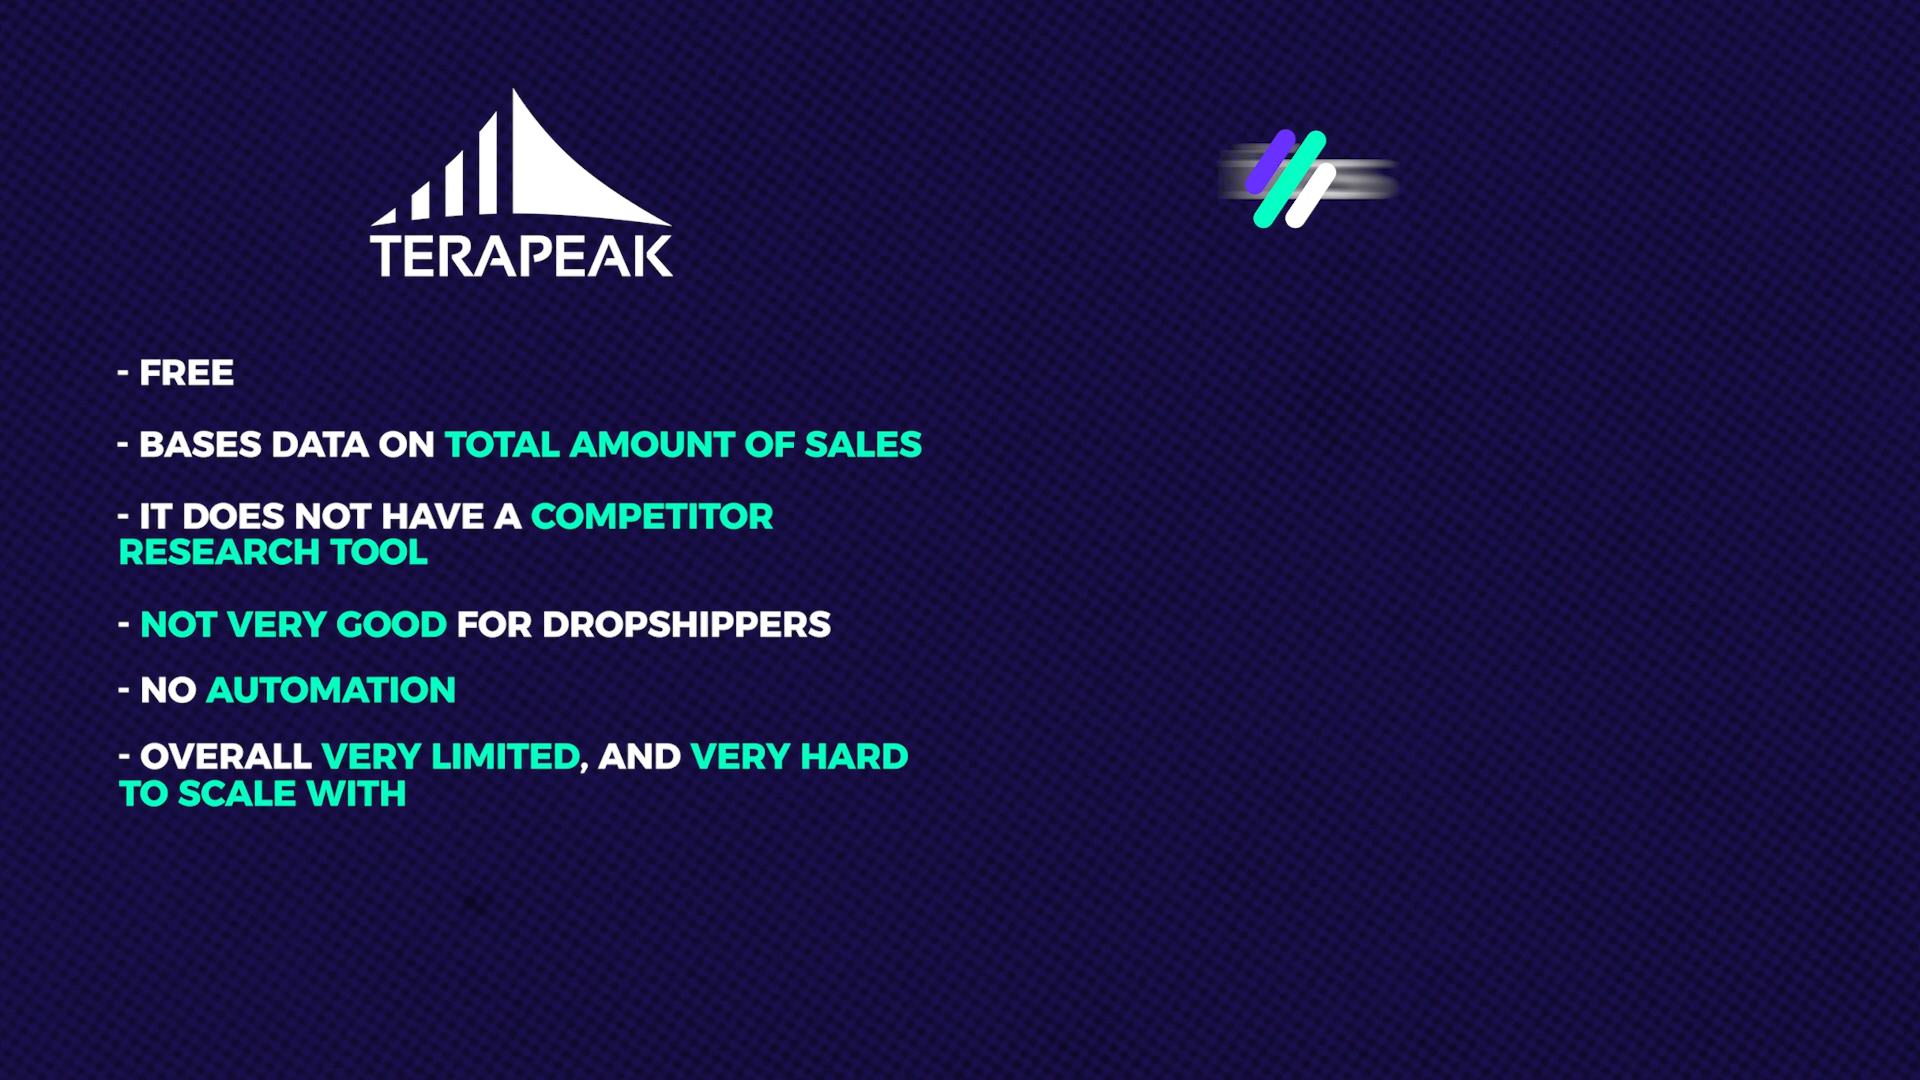 TERAPEAK
- FREE
- BASES DATA ON TOTAL AMOUNT OF SALES
- IT DOES NOT HAVE A COMPETITOR
RESEARCH TOOL
- NOT VERY GOOD FOR DROPSHIPPERS
- NO AUTOMATION
- OVERALL VERY LIMITED, AND VERY HARD
TO SCALE WITH